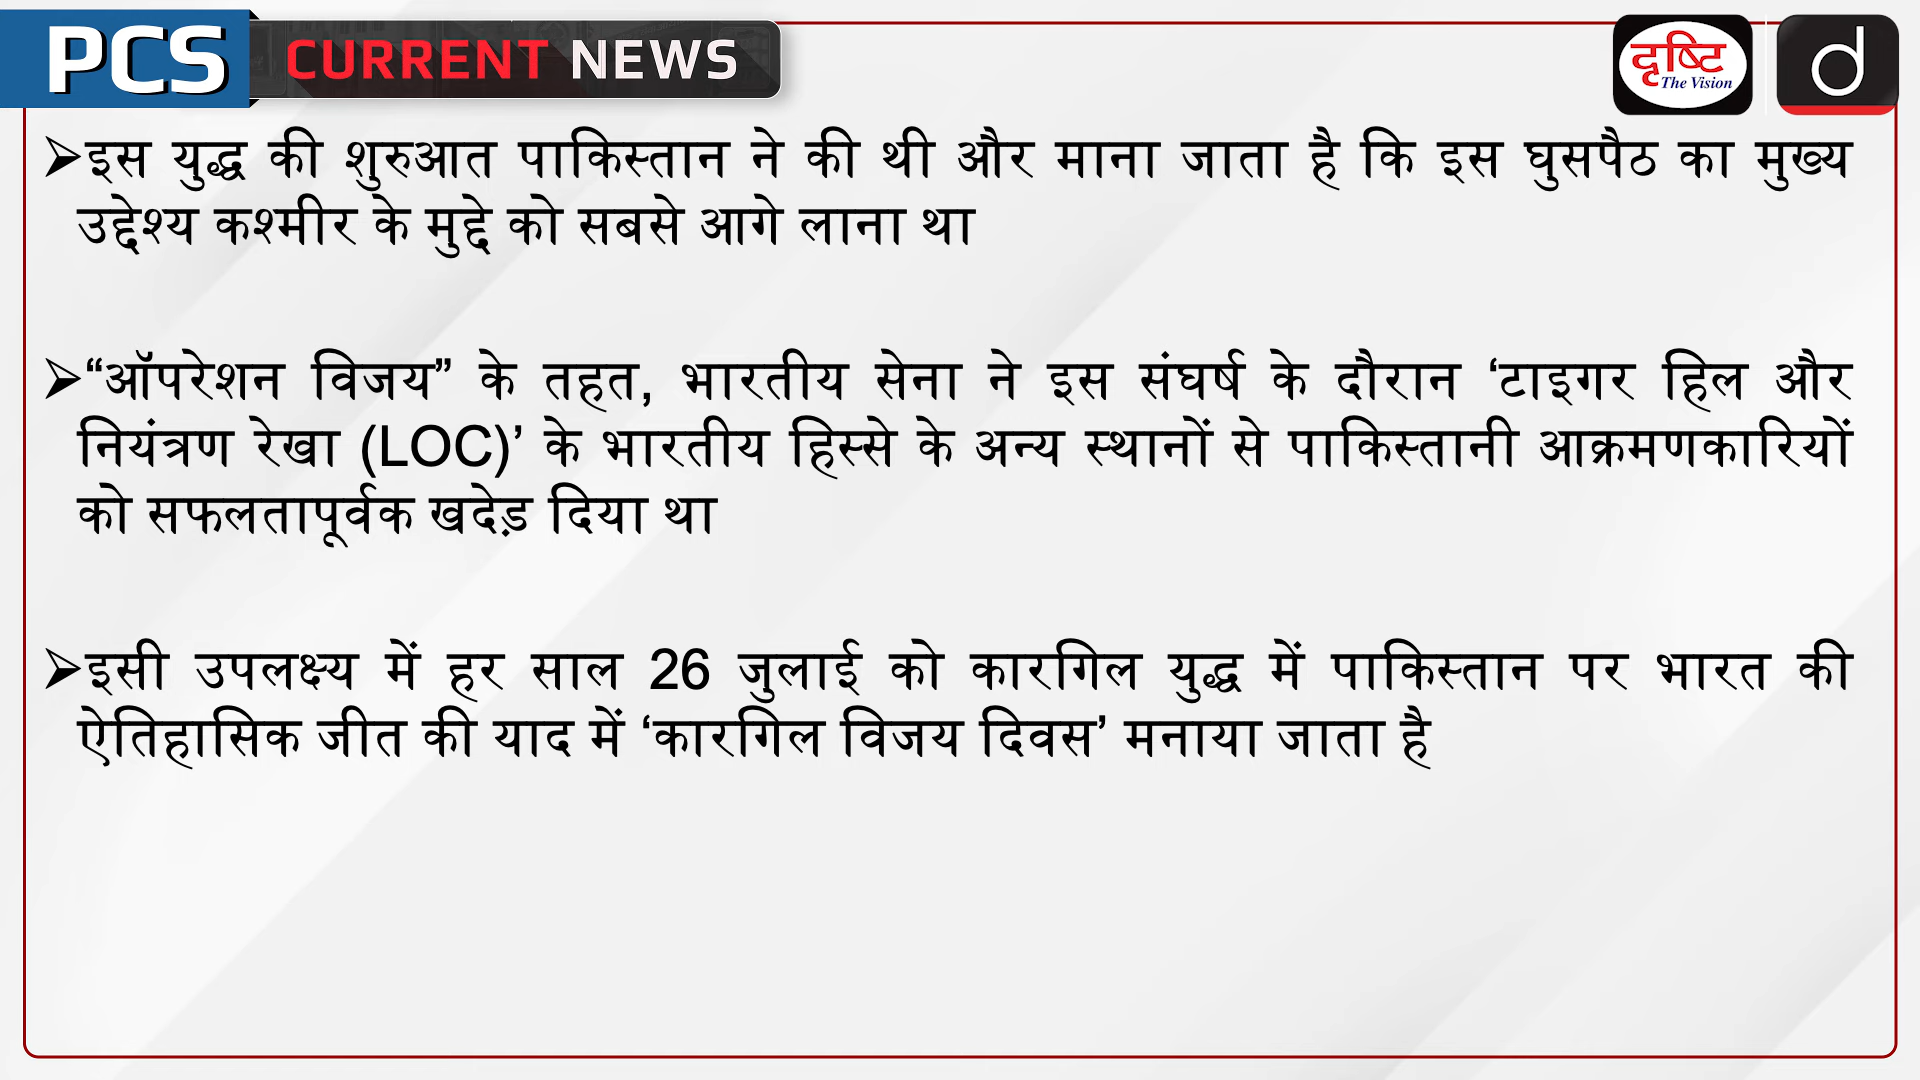 PCS CURRENT NEWS
दृष्टि
The Vision
d
➢इस युद्ध की शुरुआत पाकिस्तान ने की थी और माना जाता है कि इस घुसपैठ का मुख्य
उद्देश्य कश्मीर के मुद्दे को सबसे आगे लाना था
➢“ऑपरेशन विजय” के तहत, भारतीय सेना ने इस संघर्ष के दौरान ‘टाइगर हिल और
नियंत्रण रेखा (LOC)’ के भारतीय हिस्से के अन्य स्थानों से पाकिस्तानी आक्रमणकारियों
को सफलतापूर्वक खदेड़ दिया था
➢इसी उपलक्ष्य में हर साल 26 जुलाई को कारगिल युद्ध में पाकिस्तान पर भारत की
ऐतिहासिक जीत की याद में ‘कारगिल विजय दिवस’ मनाया जाता है